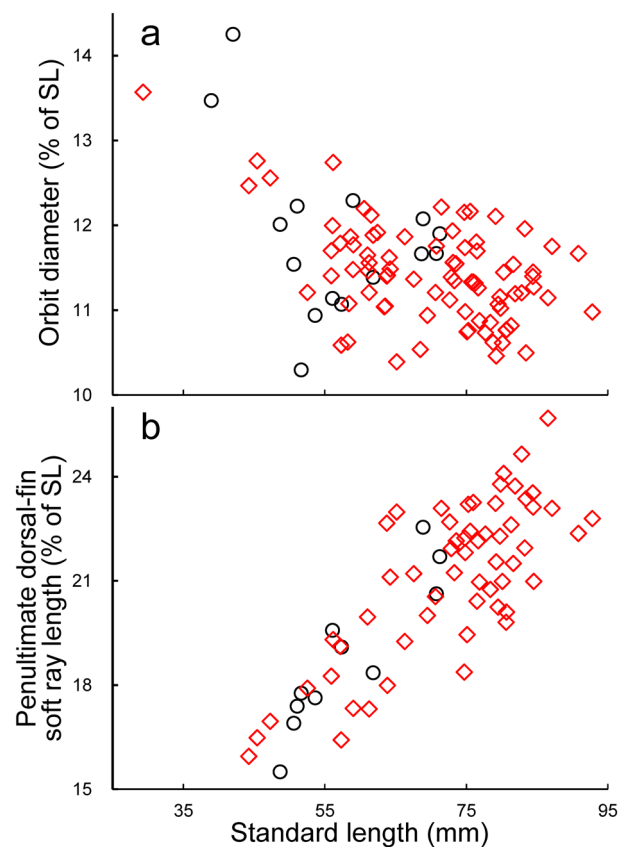 a
14
13
12
11
10
Orbit diameter (% of SL)
b
24
21
18
15
Penultimate dorsal-fin
soft ray length (% of SL)
35 55 75 95
Standard length (mm)